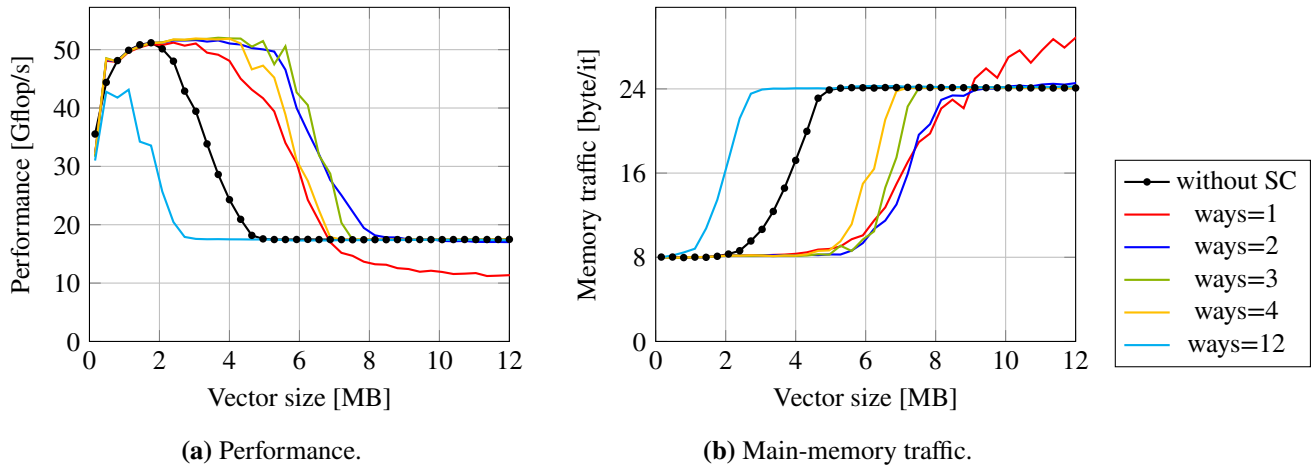 Performance [Gflop/s]
50
40
30
20
10
0
0 2 4 6 8 10 12
Vector size [MB]
(a) Performance.
Memory traffic [byte/it]
24
16
8
0
0 2 4 6 8 10 12
Vector size [MB]
(b) Main-memory traffic.
without SC
ways=1
ways=2
ways=3
ways=4
ways=12